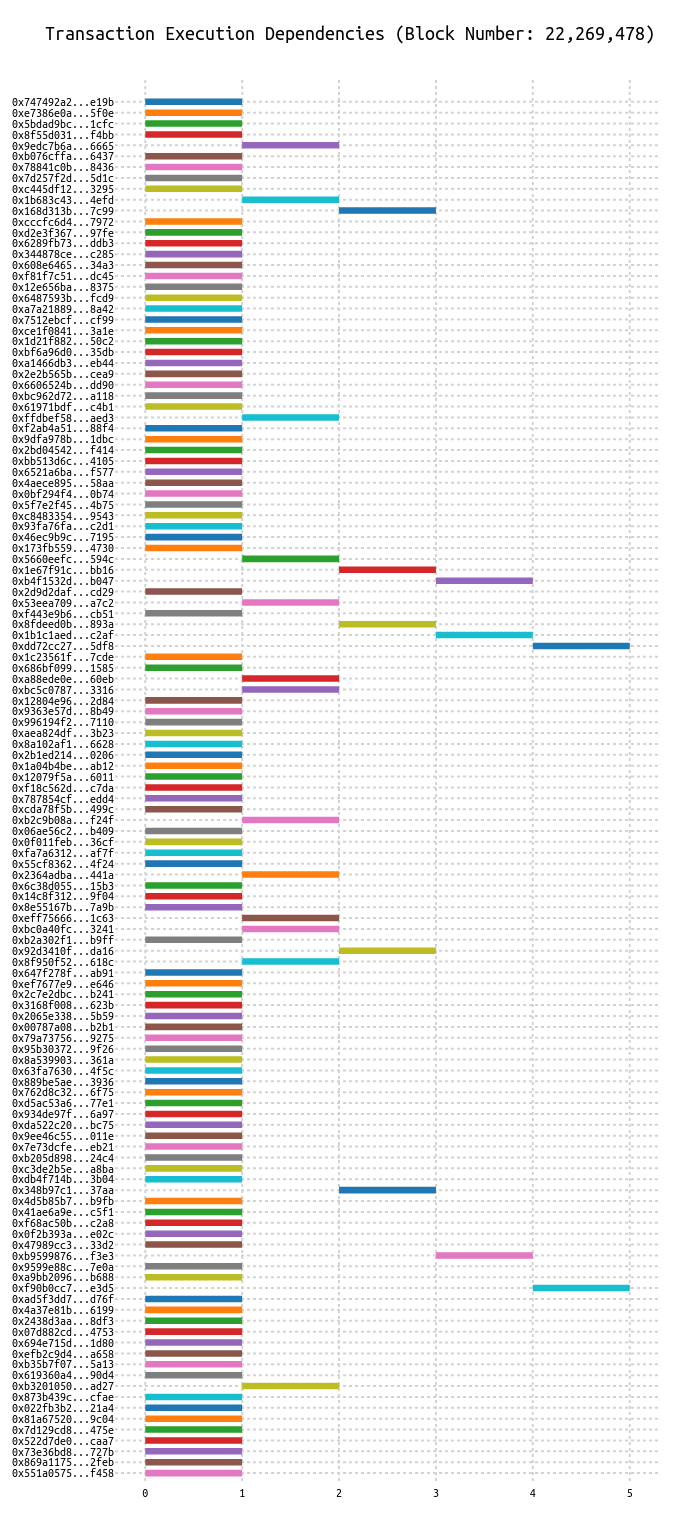 Transaction Execution Dependencies (Block Number: 22,269,478)
0x747492a2...e19b
0xe7386e0a...5f0e
0x5bdad9bc...1cfc
0x8f55d031...f4bb
0x9edc7b6a...6665
0xb076cffa...6437
0x78841c0b...8436
0x7d257f2d...5d1c
0xc445df12...3295
0x1b683c43...4efd
0x168d313b...7c99
0xcccfc6d4...7972
0xd2e3f367...97fe
0x6289fb73...ddb3
0x344878ce...c285
0x608e6465...34a3
0xf81f7c51...dc45
0x12e656ba...8375
0x6487593b...fcd9
0xa7a21889...8a42
0x7512ebcf...cf99
0xce1f0841...3a1e
0x1d21f882...50c2
0xbf6a96d0...35db
0xa1466db3...eb44
0x2e2b565b...cea9
0x6606524b...dd90
0xbc962d72...a118
0x61971bdf...c4b1
0xffdbef58...aed3
0xf2ab4a51...88f4
0x9dfa978b...1dbc
0x2bd04542...f414
0xbb513d6c...4105
0x6521a6ba...f577
0x4aece895...58aa
0x0bf294f4...0b74
0x5f7e2f45...4b75
0xc8483354...9543
0x93fa76fa...c2d1
0x46ec9b9c...7195
0x173fb559...4730
0x5660eefc...594c
0x1e67f91c...bb16
0xb4f1532d...b047
0x2d9d2daf...cd29
0x53eea709...a7c2
0xf443e9b6...cb51
0x8fdeed0b...893a
0x1b1c1aed...c2af
0xdd72cc27...5df8
0x1c23561f...7cde
0x686bf099...1585
0xa88ede0e...60eb
0xbc5c0787...3316
0x12804e96...2d84
0x9363e57d...8b49
0x996194f2...7110
0xaea824df...3b23
0x8a102af1...6628
0x2b1ed214...0206
0x1a04b4be...ab12
0x12079f5a...6011
0xf18c562d...c7da
0x787854cf...edd4
0xcda78f5b...499c
0xb2c9b08a...f24f
0x06ae56c2...b409
0x0f011feb...36cf
0xfa7a6312...af7f
0x55cf8362...4f24
0x2364adba...441a
0x6c38d055...15b3
0x14c8f312...9f04
0x8e55167b...7a9b
0xeff75666...1c63
0xbc0a40fc...3241
0xb2a302f1...b9ff
0x92d3410f...da16
0x8f950f52...618c
0x647f278f...ab91
0xef7677e9...e646
0x2c7e2dbc...b241
0x3168f008...623b
0x2065e338...5b59
0x00787a08...b2b1
0x79a73756...9275
0x95b30372...9f26
0x8a539903...361a
0x63fa7630...4f5c
0x889be5ae...3936
0x762d8c32...6f75
0xd5ac53a6...77e1
0x934de97f...6a97
0xda522c20...bc75
0x9ee46c55...011e
0x7e73dcfe...eb21
0xb205d898...24c4
0xc3de2b5e...a8ba
0xdb4f714b...3b04
0x348b97c1...37aa
0x4d5b85b7...b9fb
0x41ae6a9e...c5f1
0xf68ac50b...c2a8
0x0f2b393a...e02c
0x47989cc3...33d2
0xb9599876...f3e3
0x9599e88c...7e0a
0xa9bb2096...b688
0xf90b0cc7...e3d5
0xad5f3dd7...d76f
0x4a37e81b...6199
0x2438d3aa...8df3
0x07d882cd...4753
0x694e715d...1d80
0xefb2c9d4...a658
0xb35b7f07...5a13
0x619360a4...90d4
0xb3201050...ad27
0x873b439c...cfae
0x022fb3b2...21a4
0x81a67520...9c04
0x7d129cd8...475e
0x522d7de0...caa7
0x73e36bd8...727b
0x869a1175...2feb
0x551a0575...f458
0 1 2 3 4 5